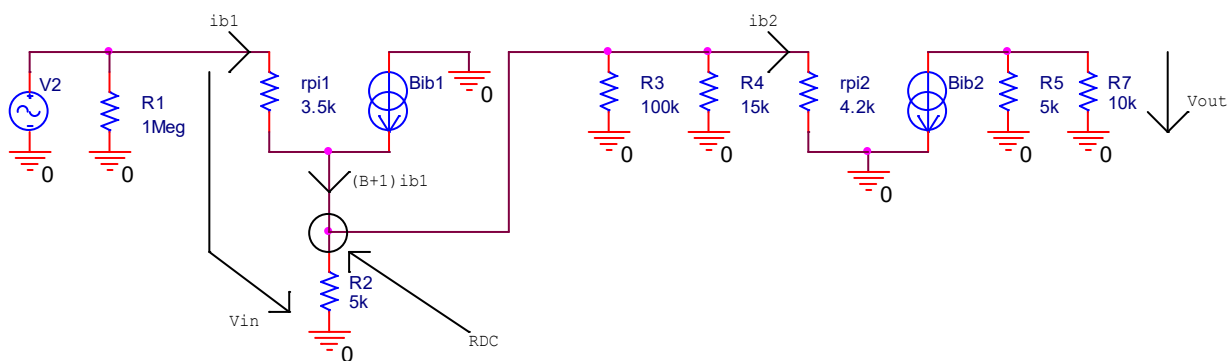 ib1
ib2
V2
R1
1Meg
rpi1
3.5k
Bib1
0
R3
100k
R4
15k
rpi2
4.2k
Bib2
R5
5k
R7
10k
Vout
0
0
0
0
0
0
0
0
(B+1)ib1
R2
5k
Vin
RDC
0